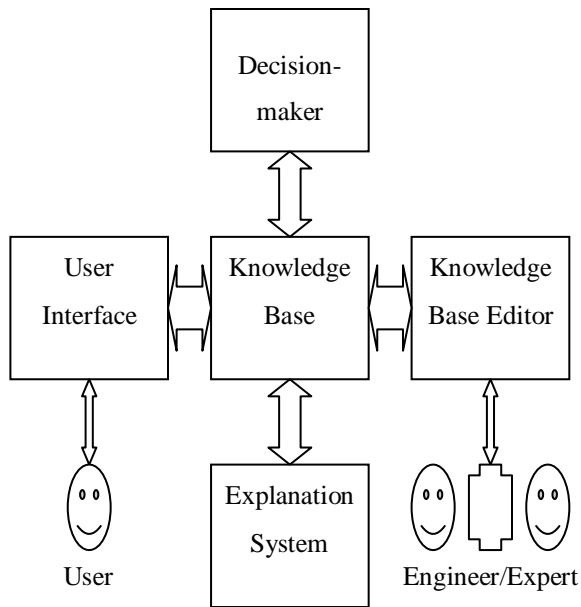 Decision-
maker
User
Interface
Knowledge
Base
Knowledge
Base Editor
Explanation
System
User
Engineer/Expert